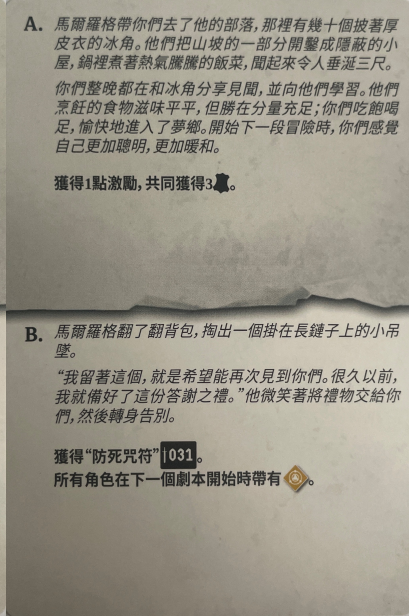 A. 馬爾羅格帶你們去了他的部落,那裡有幾十個披著厚
皮衣的冰角。他們把山坡的一部分開鑿成隱蔽的小
屋,鍋裡煮著熱氣騰騰的飯菜,聞起來令人垂涎三尺。
你們整晚都在和冰角分享見聞,並向他們學習。他們
烹飪的食物滋味平平,但勝在分量充足;你們吃飽喝
足,愉快地進入了夢鄉。開始下一段冒險時,你們感覺
自己更加聰明,更加暖和。
獲得1點激勵,共同獲得3。
B. 馬爾羅格翻了翻背包,掏出一個掛在長鏈子上的小吊
墜。
“我留著這個,就是希望能再次見到你們。很久以前,
我就備好了這份答謝之禮。”他微笑著將禮物交給你
們,然後轉身告別。
獲得“防死咒符” 031。
所有角色在下一個劇本開始時帶有。